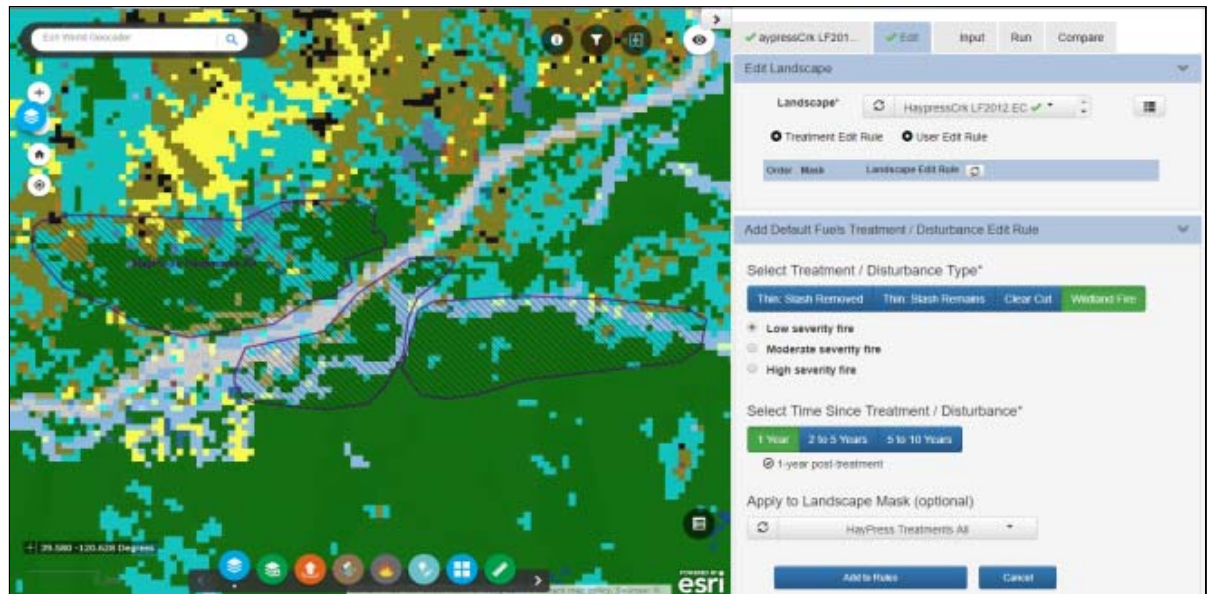 Esri World Geocoder
aypressCrk LF201... Edit Input Run Compare
Edit Landscape
Landscape* HaypressCrk LF2012 EC
Treatment Edit Rule User Edit Rule
Order Mask Landscape Edit Rule
Add Default Fuels Treatment / Disturbance Edit Rule
Select Treatment / Disturbance Type*
Thin: Slash Removed Thin: Slash Remains Clear Cut Wildland Fire
Low severity fire
Moderate severity fire
High severity fire
Select Time Since Treatment / Disturbance*
1 Year 2 to 5 Years 5 to 10 Years
1-year post-treatment
Apply to Landscape Mask (optional)
HayPress Treatments All
Add to Rules Cancel
39.580 -120.628 Degrees
POWERED BY
esri